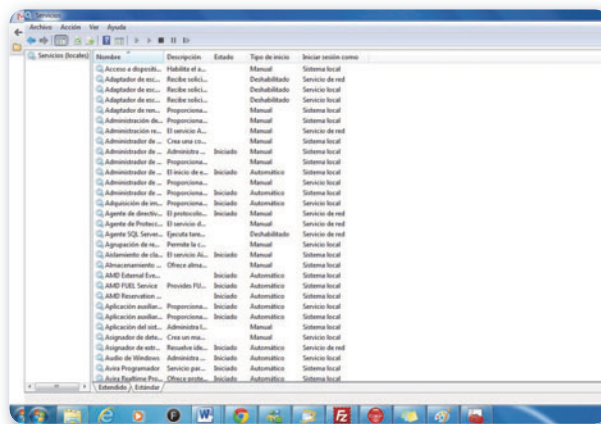 Servicios
Archivo Acción Ver Ayuda
Servicios (locales)
Nombre Descripción Estado Tipo de inicio Iniciar sesión como
Acceso a dispositi... Habilita el a... Manual Sistema local
Adaptador de esc... Recibe solici... Deshabilitado Servicio de red
Adaptador de esc... Recibe solici... Deshabilitado Servicio local
Adaptador de esc... Recibe solici... Deshabilitado Servicio local
Adaptador de ren... Proporciona... Manual Sistema local
Administración de... Proporciona... Manual Sistema local
Administración re... El servicio A... Manual Servicio de red
Administrador de ... Crea una co... Manual Sistema local
Administrador de ... Administra ... Iniciado Manual Sistema local
Administrador de ... Proporciona... Manual Sistema local
Administrador de ... El inicio de e... Iniciado Automático Sistema local
Administrador de ... Proporciona... Manual Servicio local
Administrador de ... Proporciona... Iniciado Automático Sistema local
Adquisición de im... Proporciona... Iniciado Automático Servicio local
Agente de directiv... El protocolo... Iniciado Manual Servicio de red
Agente de Protecc... El servicio d... Manual Servicio de red
Agente SQL Server... Ejecuta tare... Deshabilitado Servicio de red
Agrupación de re... Permite la c... Manual Servicio local
Aislamiento de cla... El servicio Ai... Iniciado Manual Sistema local
Almacenamiento ... Ofrece alma... Manual Sistema local
AMD External Eve... Iniciado Automático Sistema local
AMD FUEL Service Provides FU... Iniciado Automático Sistema local
AMD Reservation ... Iniciado Automático Sistema local
Aplicación auxiliar... Proporciona... Iniciado Automático Servicio local
Aplicación auxiliar... Proporciona... Iniciado Automático Sistema local
Aplicación del sist... Administra l... Manual Sistema local
Asignador de dete... Crea un ma... Manual Servicio local
Asignador de extr... Resuelve ide... Iniciado Automático Servicio de red
Audio de Windows Administra ... Iniciado Automático Servicio local
Avira Programador Servicio par... Iniciado Automático Sistema local
Avira Realtime Pro... Ofrece prote... Iniciado Automático Sistema local
Extendido Estándar